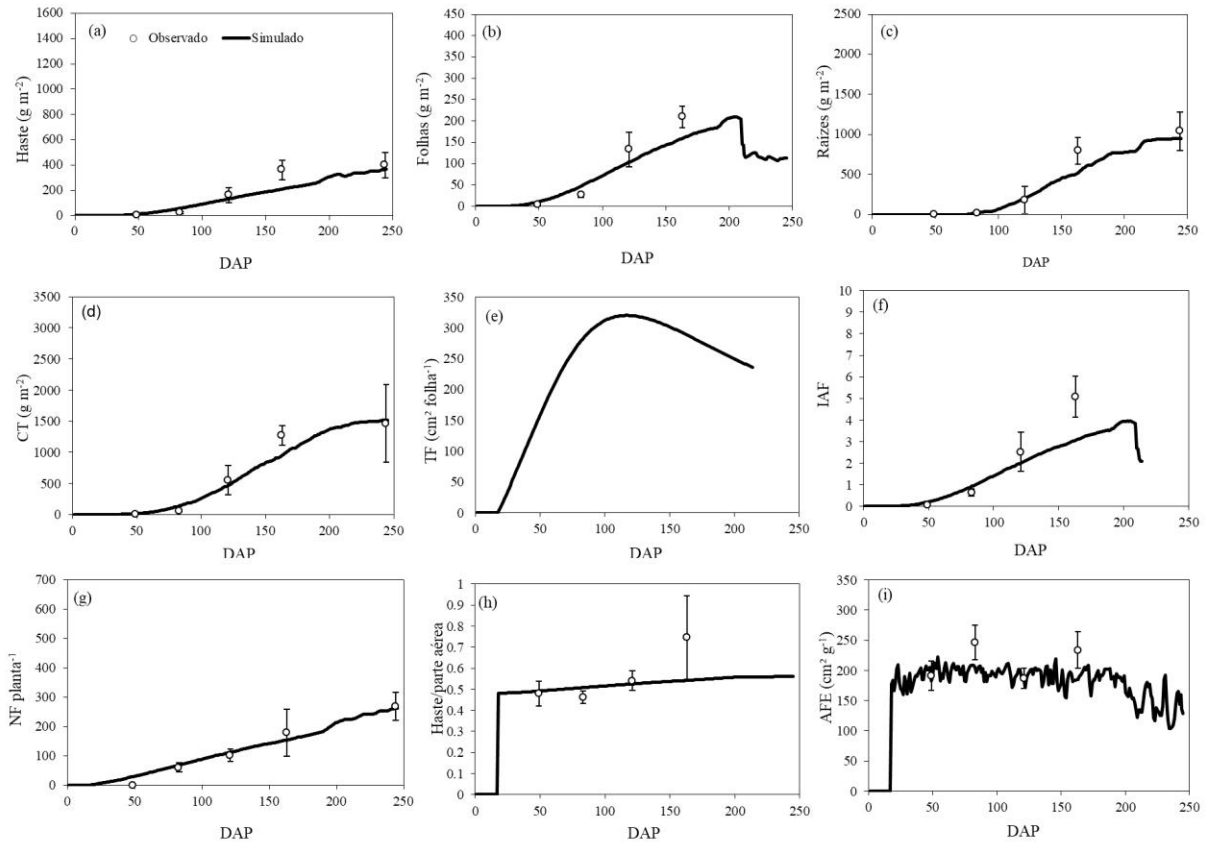 (a)
Observado Simulado
Haste (g m⁻²)
1600
1400
1200
1000
800
600
400
200
0
0 50 100 150 200 250
DAP
(b)
Folhas (g m⁻²)
450
400
350
300
250
200
150
100
50
0
0 50 100 150 200 250
DAP
(c)
Raízes (g m⁻²)
2500
2000
1500
1000
500
0
0 50 100 150 200 250
DAP
(d)
CT (g m⁻²)
3500
3000
2500
2000
1500
1000
500
0
0 50 100 150 200 250
DAP
(e)
TF (cm² folha⁻¹)
350
300
250
200
150
100
50
0
0 50 100 150 200 250
DAP
(f)
IAF
10
9
8
7
6
5
4
3
2
1
0
0 50 100 150 200 250
DAP
(g)
NF planta⁻¹
700
600
500
400
300
200
100
0
0 50 100 150 200 250
DAP
(h)
Haste/parte aérea
1
0.9
0.8
0.7
0.6
0.5
0.4
0.3
0.2
0.1
0
0 50 100 150 200 250
DAP
(i)
AFE (cm² g⁻¹)
350
300
250
200
150
100
50
0
0 50 100 150 200 250
DAP